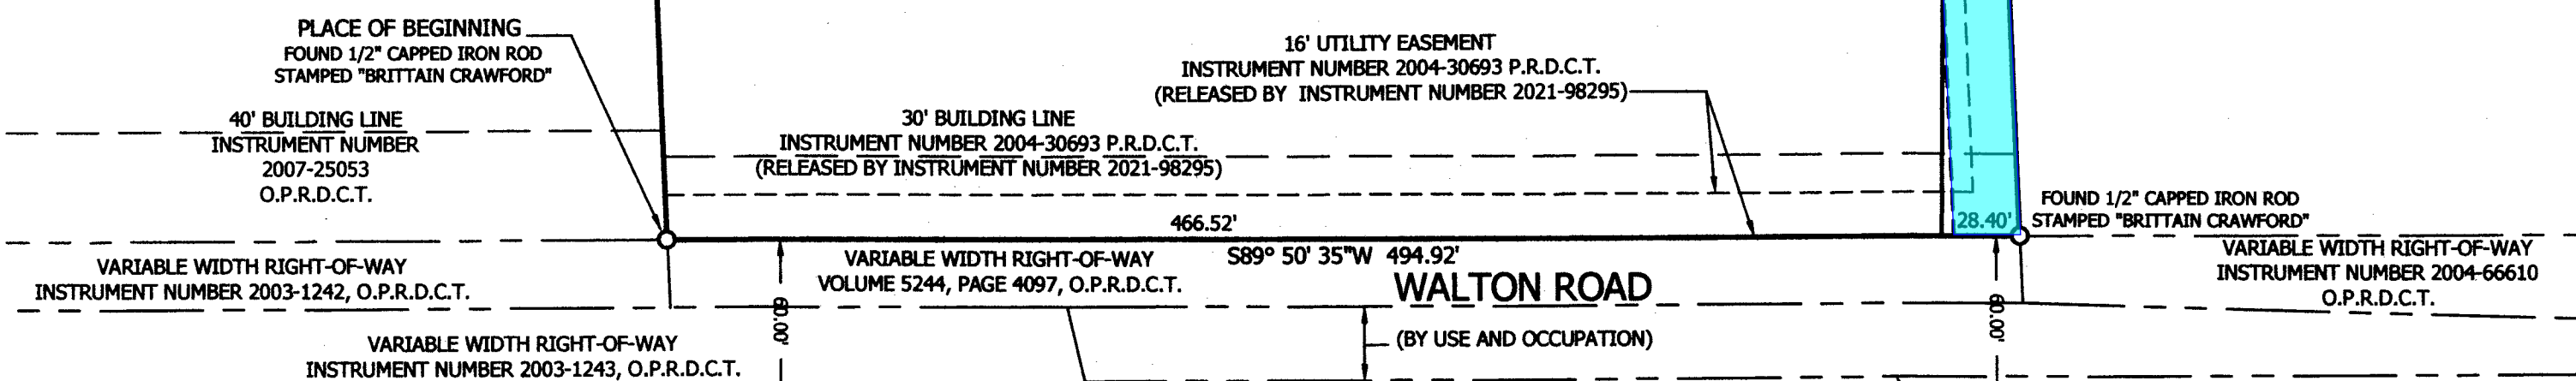 PLACE OF BEGINNING
FOUND 1/2" CAPPED IRON ROD
STAMPED "BRITTAIN CRAWFORD"
40' BUILDING LINE
INSTRUMENT NUMBER
2007-25053
O.P.R.D.C.T.
30' BUILDING LINE
INSTRUMENT NUMBER 2004-30693 P.R.D.C.T.
(RELEASED BY INSTRUMENT NUMBER 2021-98295)
16' UTILITY EASEMENT
INSTRUMENT NUMBER 2004-30693 P.R.D.C.T.
(RELEASED BY INSTRUMENT NUMBER 2021-98295)
466.52'
28.40'
FOUND 1/2" CAPPED IRON ROD
STAMPED "BRITTAIN CRAWFORD"
S89° 50' 35"W 494.92'
VARIABLE WIDTH RIGHT-OF-WAY
INSTRUMENT NUMBER 2003-1242, O.P.R.D.C.T.
VARIABLE WIDTH RIGHT-OF-WAY
VOLUME 5244, PAGE 4097, O.P.R.D.C.T.
WALTON ROAD
(BY USE AND OCCUPATION)
VARIABLE WIDTH RIGHT-OF-WAY
INSTRUMENT NUMBER 2004-66610
O.P.R.D.C.T.
60.00'
60.00'
VARIABLE WIDTH RIGHT-OF-WAY
INSTRUMENT NUMBER 2003-1243, O.P.R.D.C.T.